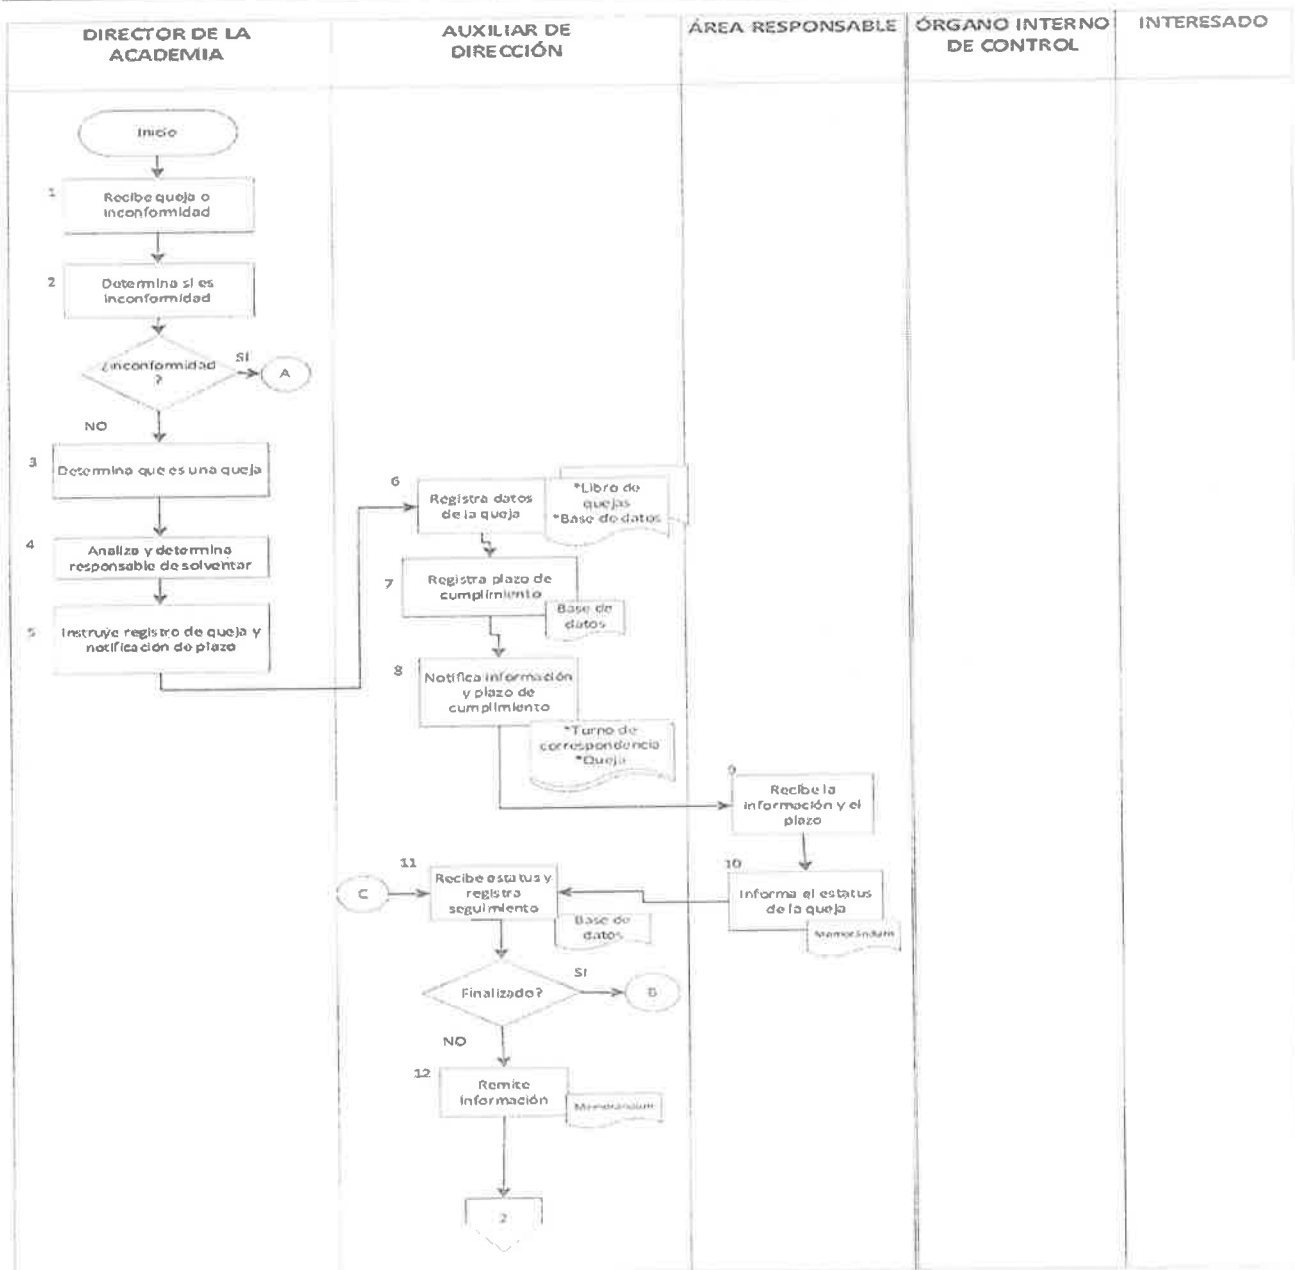 DIRECTOR DE LA
ACADEMIA
AUXILIAR DE
DIRECCIÓN
ÁREA RESPONSABLE
ÓRGANO INTERNO
DE CONTROL
INTERESADO
Inicio
1
Recibe queja o
inconformidad
2
Determina si es
inconformidad
¿inconformidad
?
SI
A
NO
3
Determina que es una queja
4
Analiza y determina
responsable de solventar
5
Instruye registro de queja y
notificación de plazo
6
Registra datos
de la queja
*Libro de
quejas
*Base de datos
7
Registra plazo de
cumplimiento
Base de
datos
8
Notifica información
y plazo de
cumplimiento
*Turno de
correspondencia
*Queja
9
Recibe la
información y el
plazo
10
Informa el estatus
de la queja
Memorándum
11
C
Recibe estatus y
registra
seguimiento
Base de
datos
Finalizado?
SI
B
NO
12
Remite
Información
Memorándum
2